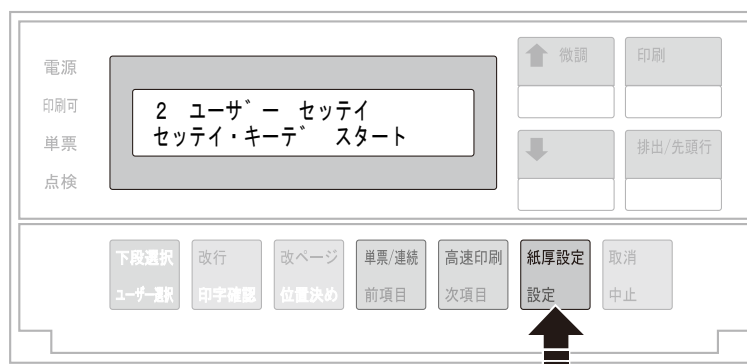 電源
印刷可
単票
点検
2 ユーザー セッテイ
セッテイ・キーデ スタート
微調
印刷
排出/先頭行
下段選択
ユーザー選択
改行
印字確認
改ページ
位置決め
単票/連続
前項目
高速印刷
次項目
紙厚設定
設定
取消
中止